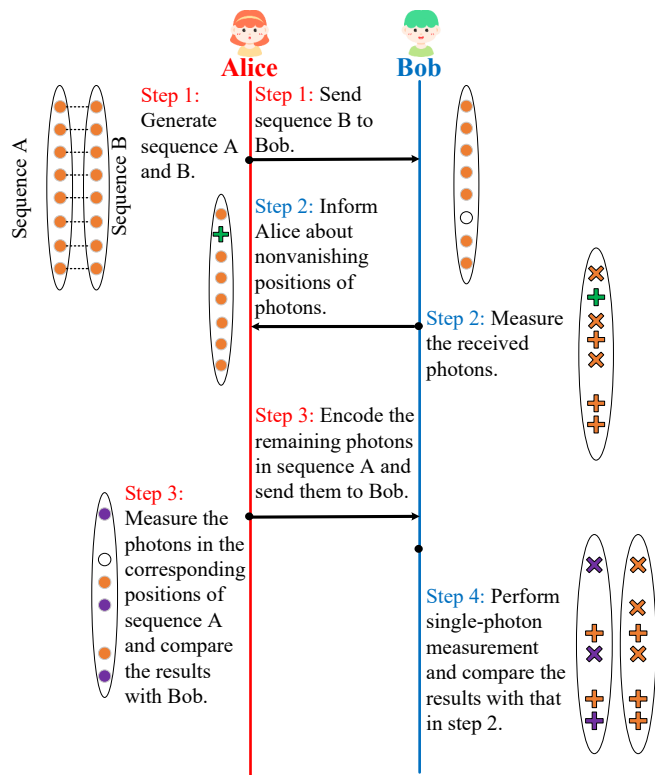 Alice
Bob
Sequence A
Sequence B
Step 1:
Generate
sequence A
and B.
Step 1: Send
sequence B to
Bob.
Step 2: Inform
Alice about
nonvanishing
positions of
photons.
Step 2: Measure
the received
photons.
Step 3: Encode the
remaining photons
in sequence A and
send them to Bob.
Step 3:
Measure the
photons in the
corresponding
positions of
sequence A
and compare
the results
with Bob.
Step 4: Perform
single-photon
measurement
and compare the
results with that
in step 2.